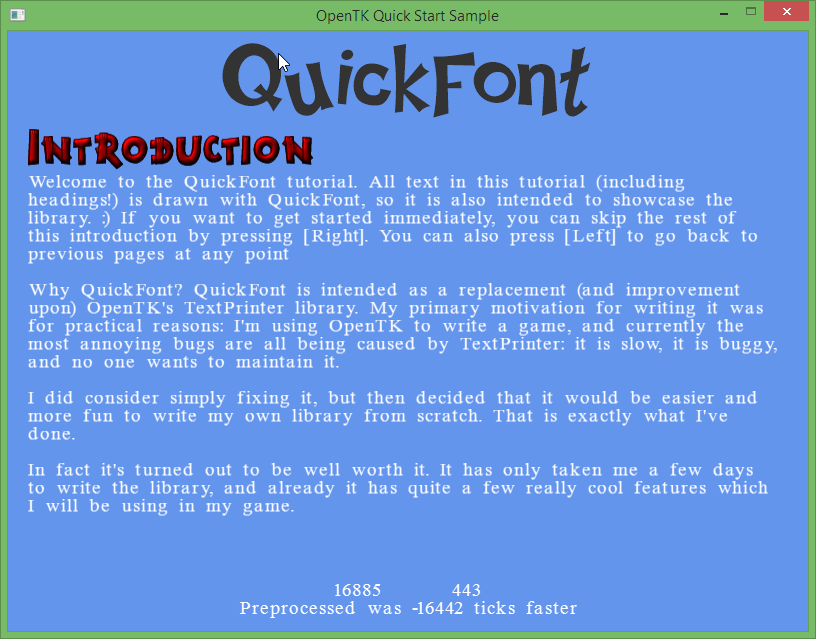 OpenTK Quick Start Sample
QuickFont
Introduction
Welcome to the QuickFont tutorial. All text in this tutorial (including
headings!) is drawn with QuickFont, so it is also intended to showcase the
library. :) If you want to get started immediately, you can skip the rest of
this introduction by pressing [Right]. You can also press [Left] to go back to
previous pages at any point
Why QuickFont? QuickFont is intended as a replacement (and improvement
upon) OpenTK's TextPrinter library. My primary motivation for writing it was
for practical reasons: I'm using OpenTK to write a game, and currently the
most annoying bugs are all being caused by TextPrinter: it is slow, it is buggy,
and no one wants to maintain it.
I did consider simply fixing it, but then decided that it would be easier and
more fun to write my own library from scratch. That is exactly what I've
done.
In fact it's turned out to be well worth it. It has only taken me a few days
to write the library, and already it has quite a few really cool features which
I will be using in my game.
16885 443
Preprocessed was -16442 ticks faster